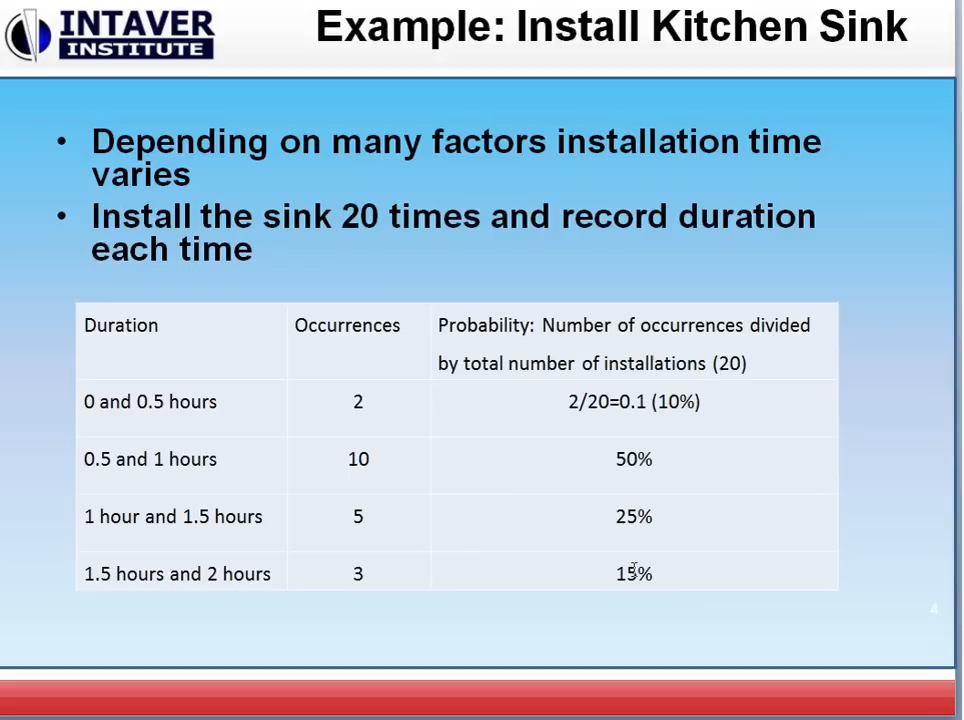 INTAVER
INSTITUTE
Example: Install Kitchen Sink
• Depending on many factors installation time
varies
• Install the sink 20 times and record duration
each time
Duration Occurrences Probability: Number of occurrences divided
by total number of installations (20)
0 and 0.5 hours 2 2/20=0.1 (10%)
0.5 and 1 hours 10 50%
1 hour and 1.5 hours 5 25%
1.5 hours and 2 hours 3 15%
4